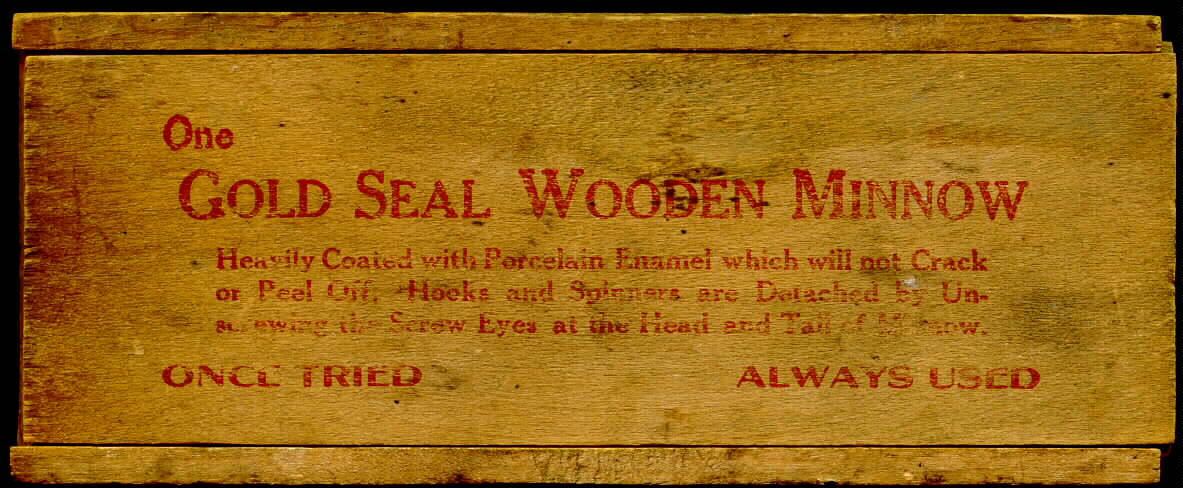 One
GOLD SEAL WOODEN MINNOW
Heavily Coated with Porcelain Enamel which will not Crack
or Peel Off. Hooks and Spinners are Detached by Un-
screwing the Screw Eyes at the Head and Tail of Minnow.
ONCE TRIED ALWAYS USED